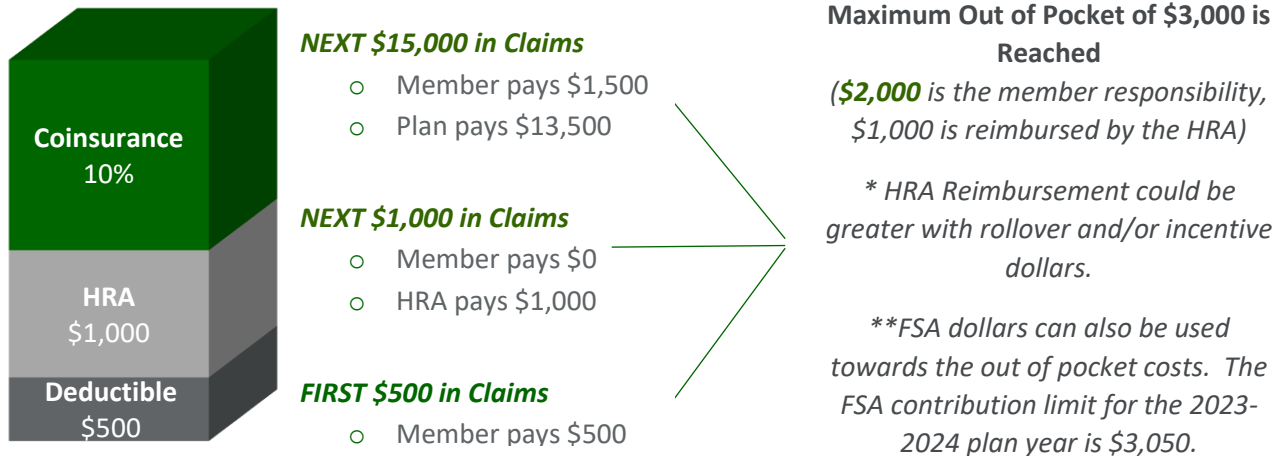 Coinsurance
10%
HRA
$1,000
Deductible
$500
NEXT $15,000 in Claims
o Member pays $1,500
o Plan pays $13,500
NEXT $1,000 in Claims
o Member pays $0
o HRA pays $1,000
FIRST $500 in Claims
o Member pays $500
Maximum Out of Pocket of $3,000 is
Reached
($2,000 is the member responsibility,
$1,000 is reimbursed by the HRA)
* HRA Reimbursement could be
greater with rollover and/or incentive
dollars.
**FSA dollars can also be used
towards the out of pocket costs. The
FSA contribution limit for the 2023-
2024 plan year is $3,050.